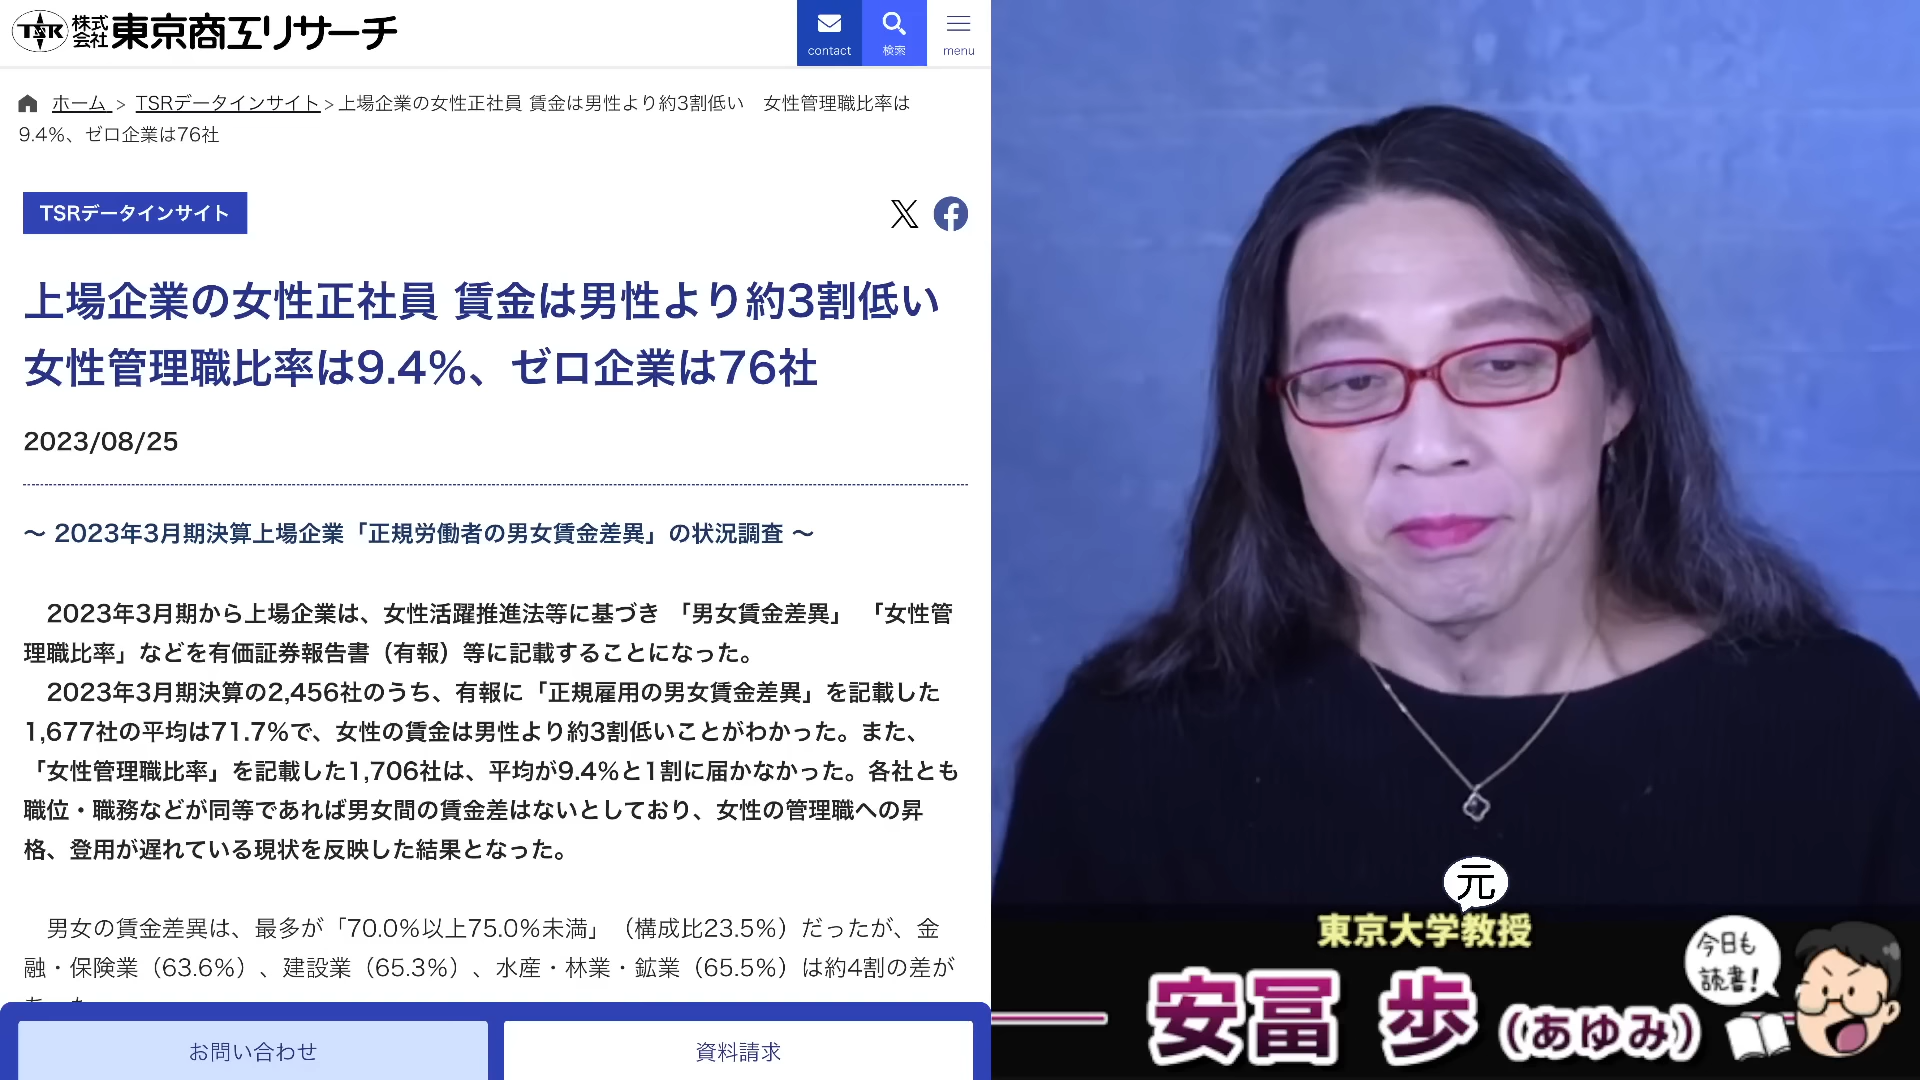 TSR 株式会社 東京商工リサーチ
contact 検索 menu
ホーム > TSRデータインサイト > 上場企業の女性正社員 賃金は男性より約3割低い　女性管理職比率は
9.4%、ゼロ企業は76社
TSRデータインサイト
上場企業の女性正社員 賃金は男性より約3割低い
女性管理職比率は9.4%、ゼロ企業は76社
2023/08/25
～ 2023年3月期決算上場企業「正規労働者の男女賃金差異」の状況調査 ～
2023年3月期から上場企業は、女性活躍推進法等に基づき 「男女賃金差異」 「女性管
理職比率」などを有価証券報告書（有報）等に記載することになった。
2023年3月期決算の2,456社のうち、有報に「正規雇用の男女賃金差異」を記載した
1,677社の平均は71.7%で、女性の賃金は男性より約3割低いことがわかった。また、
「女性管理職比率」を記載した1,706社は、平均が9.4%と1割に届かなかった。各社とも
職位・職務などが同等であれば男女間の賃金差はないとしており、女性の管理職への昇
格、登用が遅れている現状を反映した結果となった。
男女の賃金差異は、最多が「70.0%以上75.0%未満」（構成比23.5%）だったが、金
融・保険業（63.6%）、建設業（65.3%）、水産・林業・鉱業（65.5%）は約4割の差が
お問い合わせ 資料請求
元
東京大学教授
安冨 歩 (あゆみ)
今日も
読書!